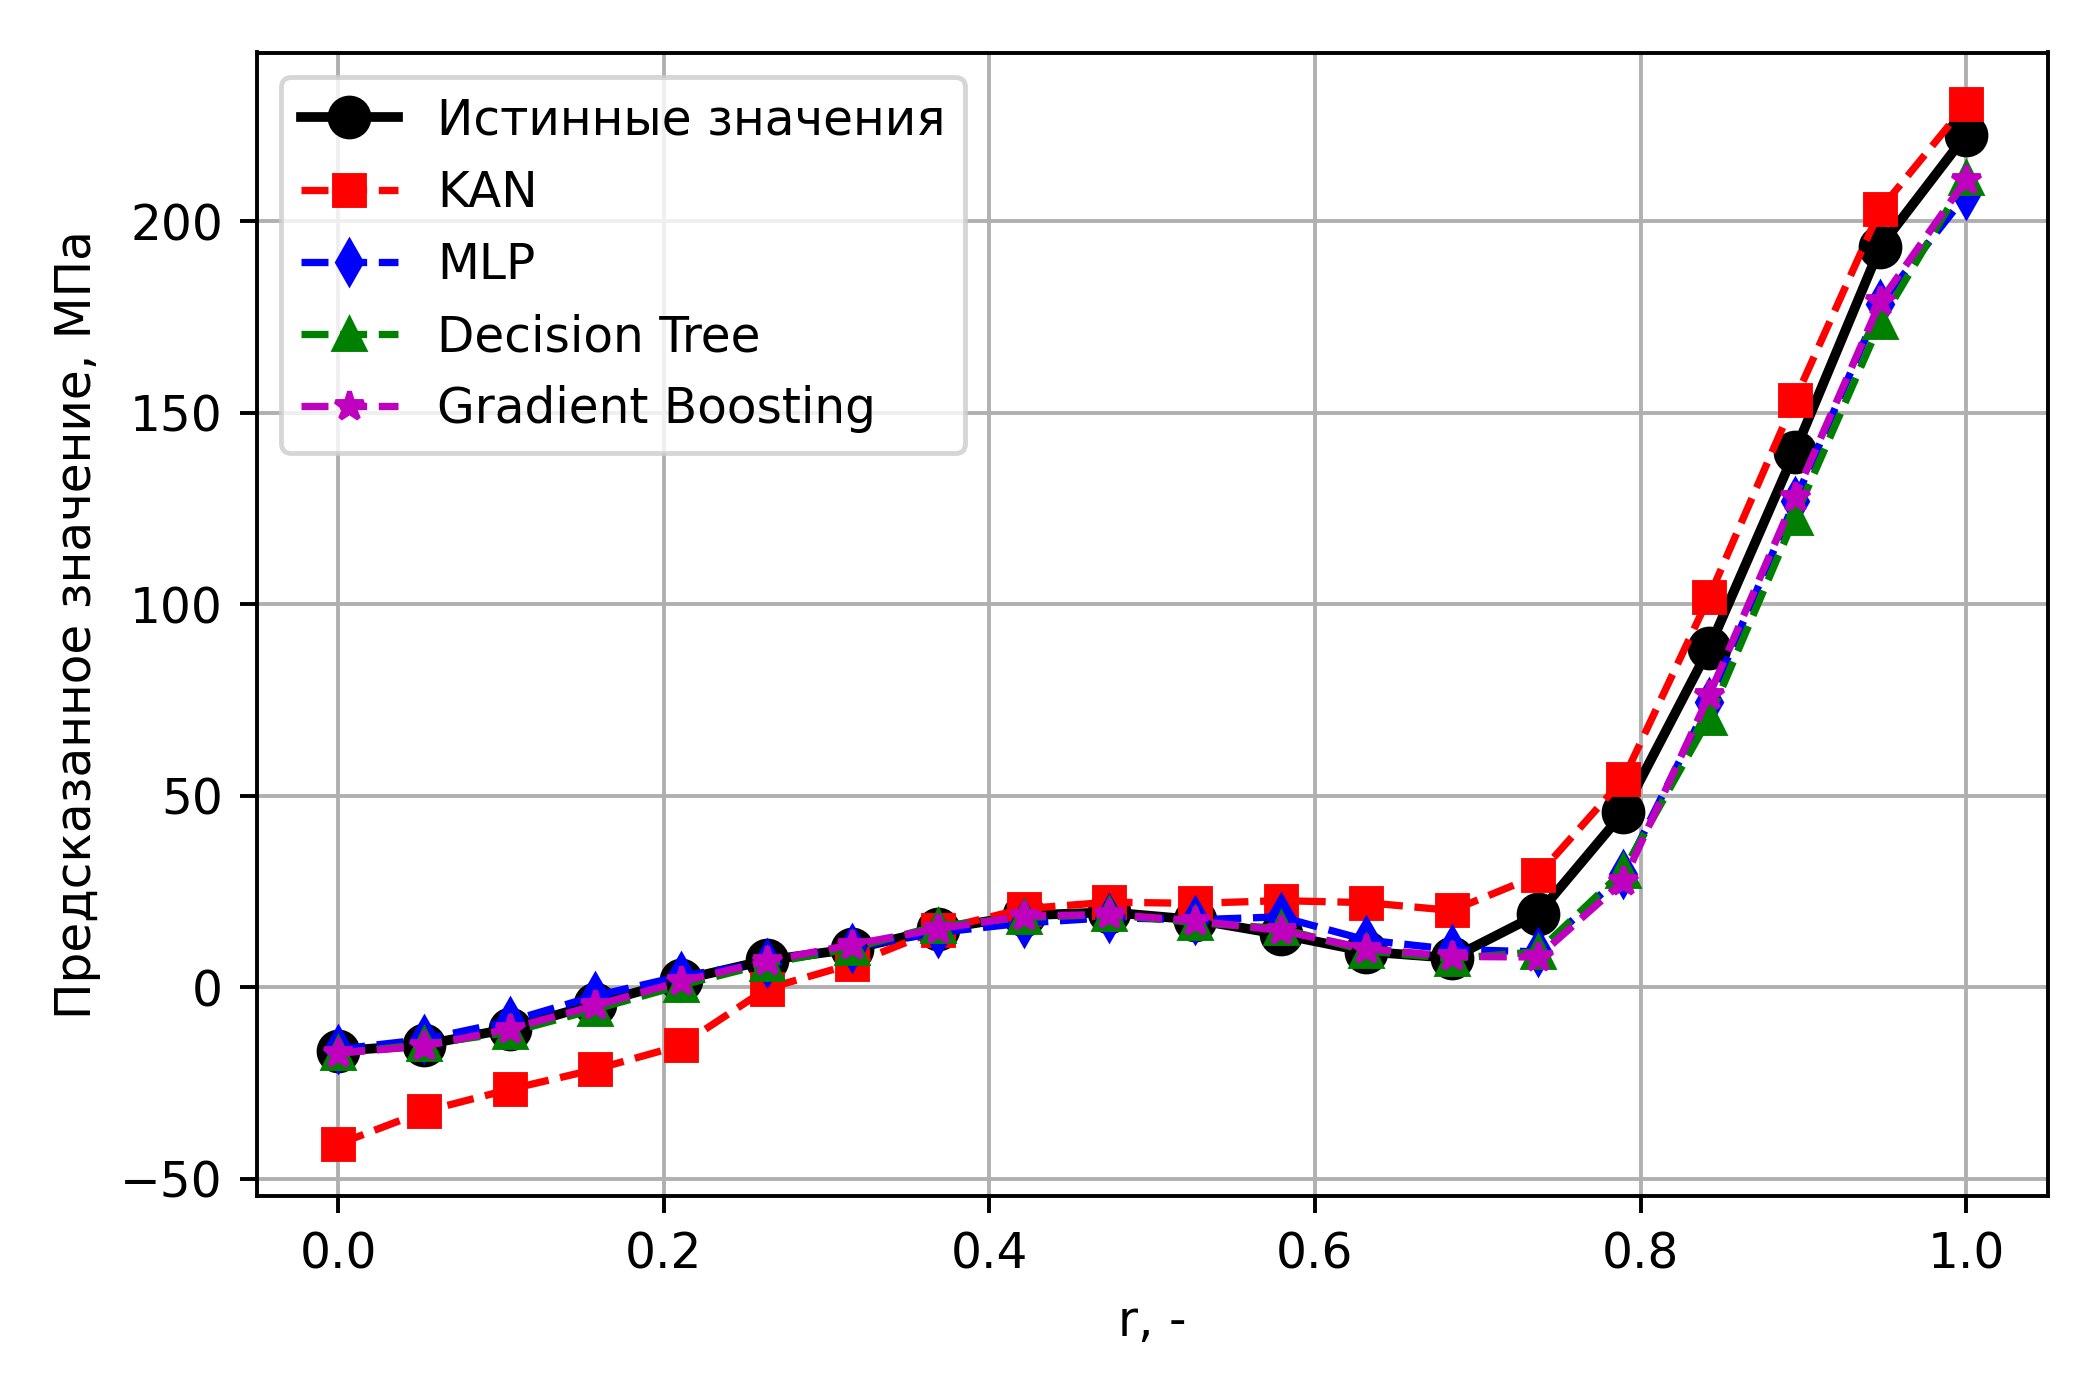 Истинные значения
KAN
MLP
Decision Tree
Gradient Boosting
Предсказанное значение, МПа
200
150
100
50
0
−50
0.0 0.2 0.4 0.6 0.8 1.0
r, -